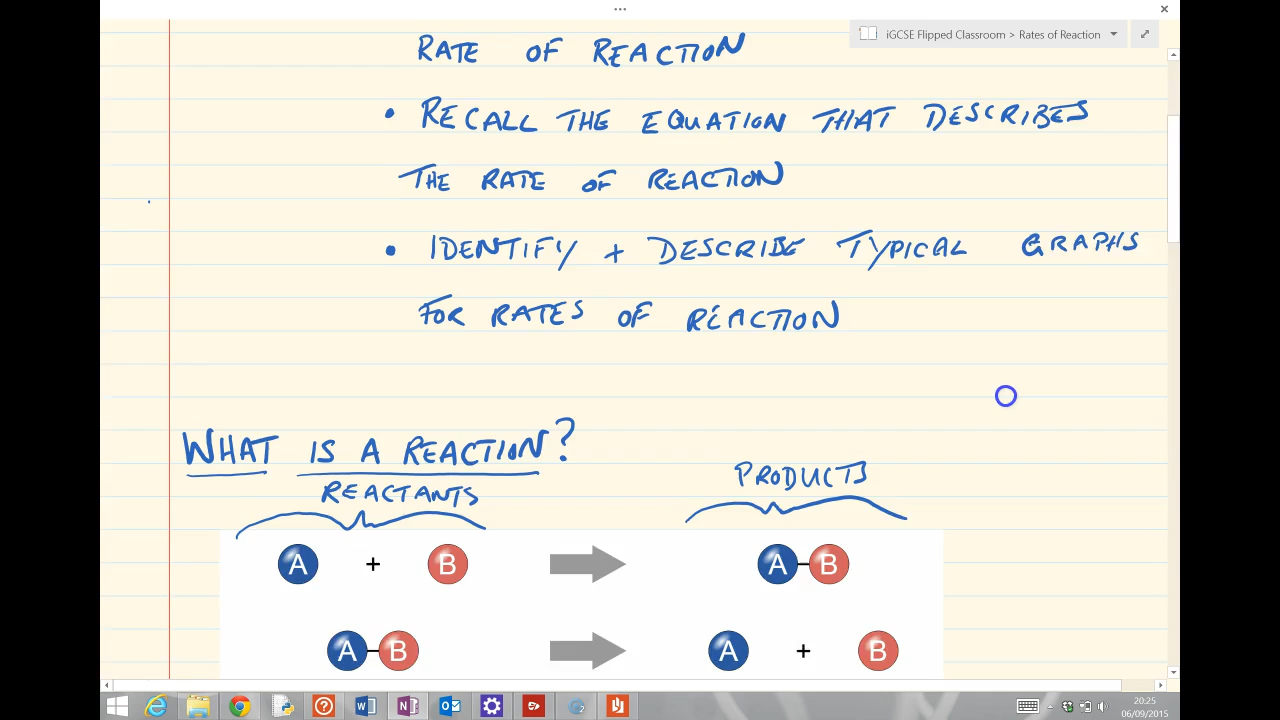 iGCSE Flipped Classroom > Rates of Reaction
RATE OF REACTION
• RECALL THE EQUATION THAT DESCRIBES
THE RATE OF REACTION
• IDENTIFY + DESCRIBE TYPICAL GRAPHS
FOR RATES OF REACTION
WHAT IS A REACTION?
REACTANTS
PRODUCTS
A + B A-B
A-B A + B
20:25
06/09/2015